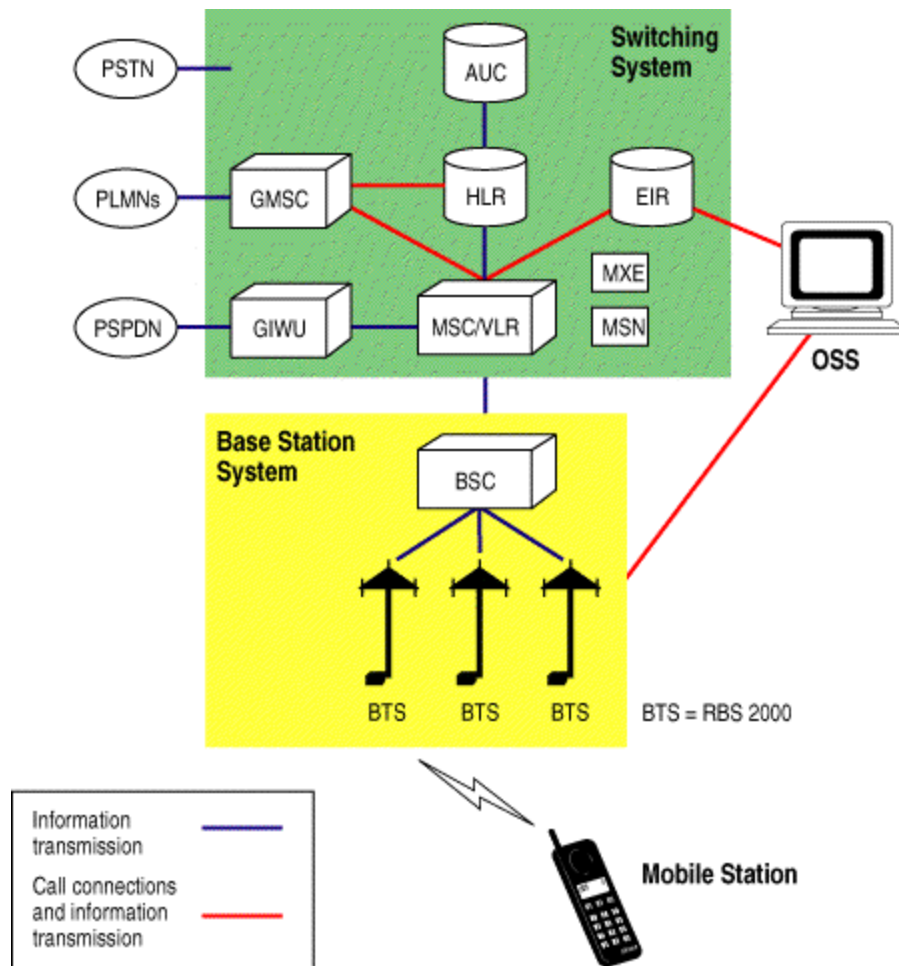 Switching
System
PSTN
AUC
PLMNs
GMSC
HLR
EIR
MXE
PSPDN
GIWU
MSC/VLR
MSN
OSS
Base Station
System
BSC
BTS
BTS
BTS
BTS = RBS 2000
Information
transmission
Call connections
and information
transmission
Mobile Station